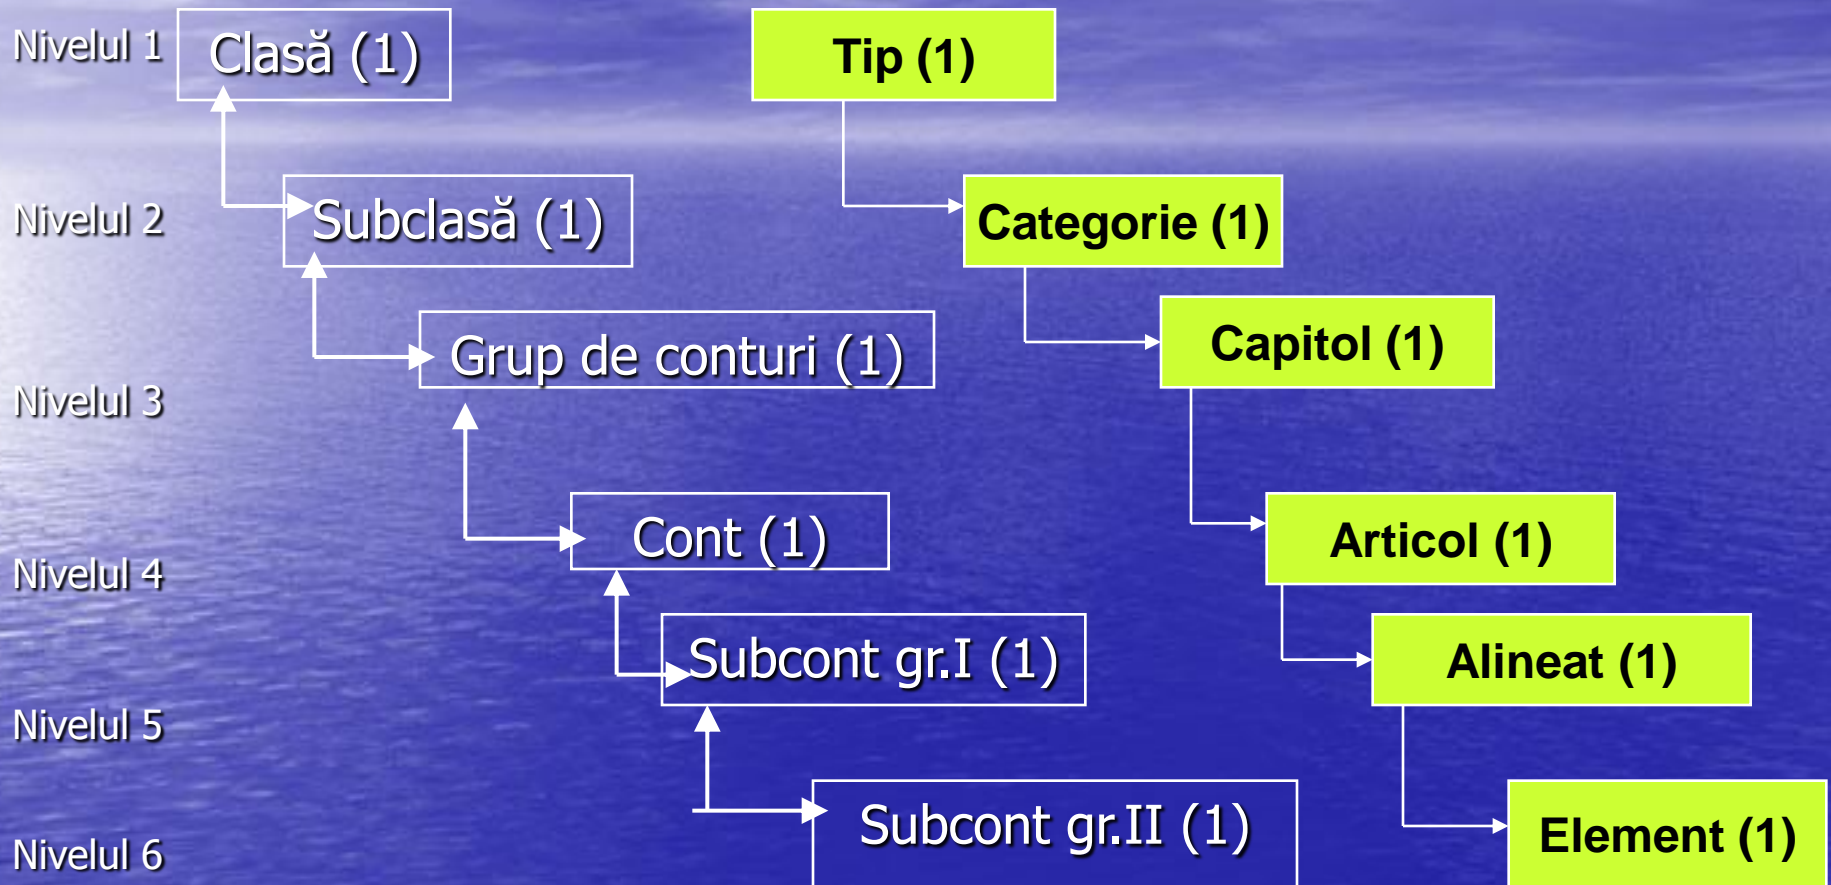 Nivelul 1
Clasă (1)
Tip (1)
Nivelul 2
Subclasă (1)
Categorie (1)
Grup de conturi (1)
Capitol (1)
Nivelul 3
Cont (1)
Articol (1)
Nivelul 4
Subcont gr.I (1)
Alineat (1)
Nivelul 5
Subcont gr.II (1)
Element (1)
Nivelul 6